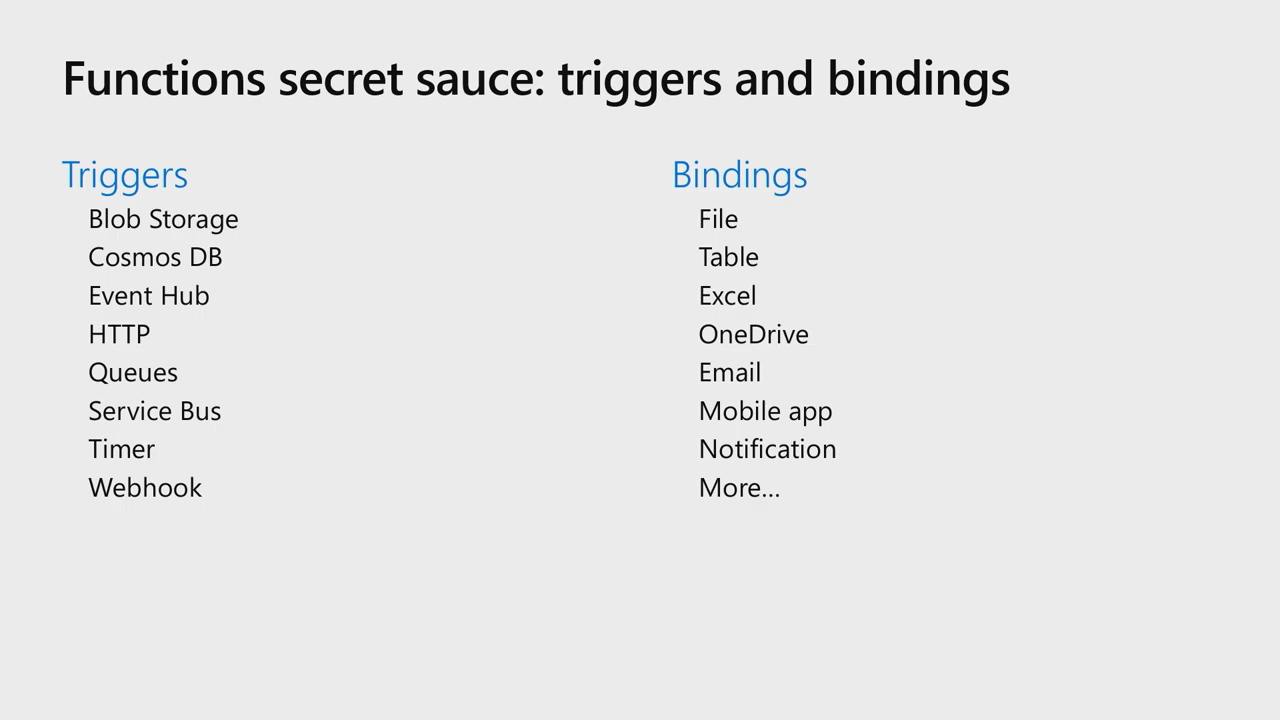 Functions secret sauce: triggers and bindings
Triggers
Blob Storage
Cosmos DB
Event Hub
HTTP
Queues
Service Bus
Timer
Webhook
Bindings
File
Table
Excel
OneDrive
Email
Mobile app
Notification
More...